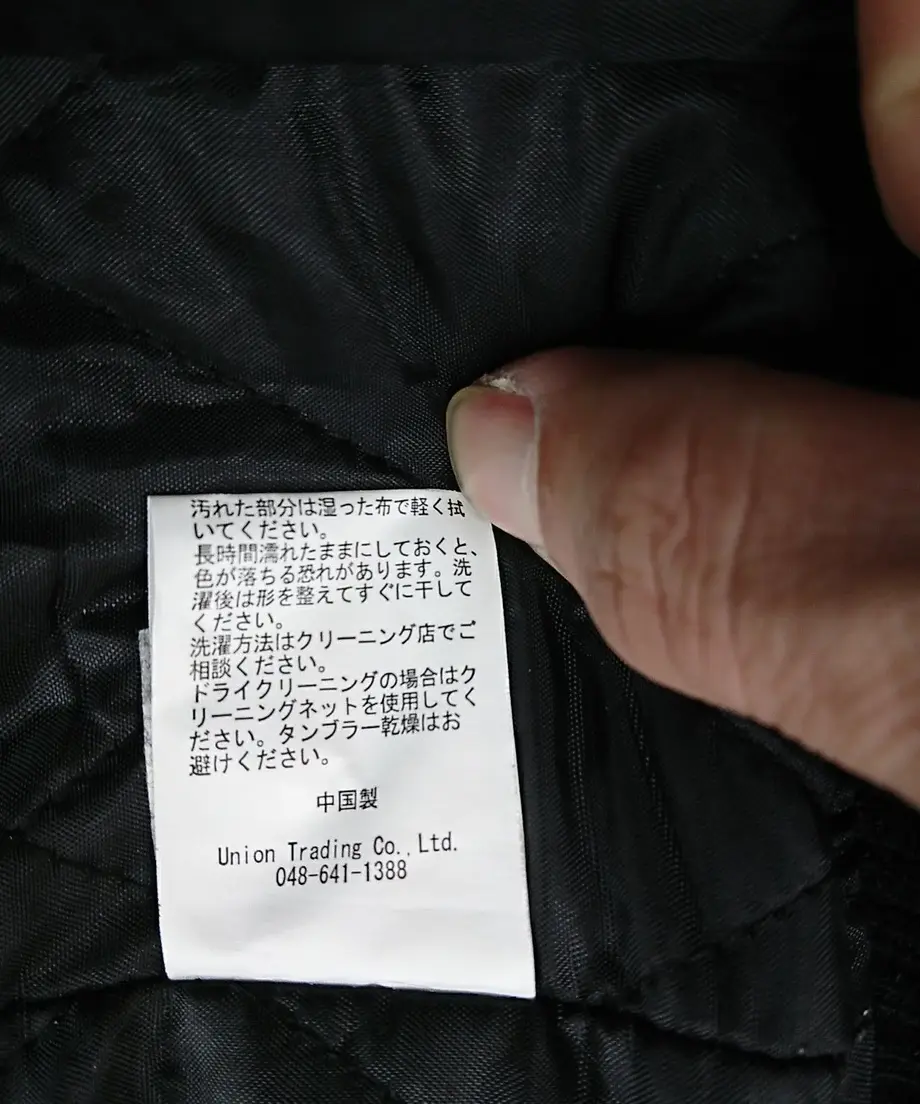 汚れた部分は湿った布で軽く拭
いてください。
長時間濡れたままにしておくと、
色が落ちる恐れがあります。洗
濯後は形を整えてすぐに干して
ください。
洗濯方法はクリーニング店でご
相談ください。
ドライクリーニングの場合はク
リーニングネットを使用してく
ださい。タンブラー乾燥はお
避けください。
中国製
Union Trading Co., Ltd.
048-641-1388